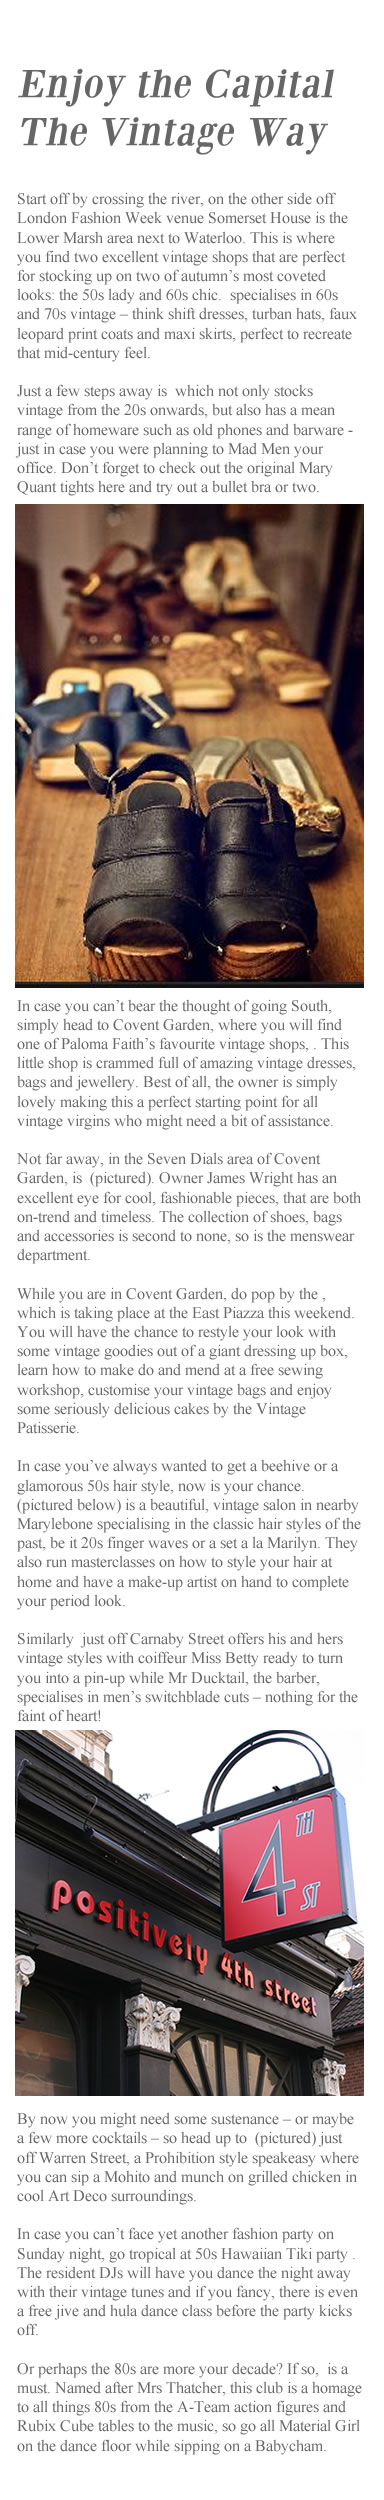 Enjoy the Capital
The Vintage Way
Start off by crossing the river, on the other side off
London Fashion Week venue Somerset House is the
Lower Marsh area next to Waterloo. This is where
you find two excellent vintage shops that are perfect
for stocking up on two of autumn’s most coveted
looks: the 50s lady and 60s chic.  specialises in 60s
and 70s vintage – think shift dresses, turban hats, faux
leopard print coats and maxi skirts, perfect to recreate
that mid-century feel.
Just a few steps away is  which not only stocks
vintage from the 20s onwards, but also has a mean
range of homeware such as old phones and barware -
just in case you were planning to Mad Men your
office. Don’t forget to check out the original Mary
Quant tights here and try out a bullet bra or two.
In case you can’t bear the thought of going South,
simply head to Covent Garden, where you will find
one of Paloma Faith’s favourite vintage shops, . This
little shop is crammed full of amazing vintage dresses,
bags and jewellery. Best of all, the owner is simply
lovely making this a perfect starting point for all
vintage virgins who might need a bit of assistance.
Not far away, in the Seven Dials area of Covent
Garden, is  (pictured). Owner James Wright has an
excellent eye for cool, fashionable pieces, that are both
on-trend and timeless. The collection of shoes, bags
and accessories is second to none, so is the menswear
department.
While you are in Covent Garden, do pop by the ,
which is taking place at the East Piazza this weekend.
You will have the chance to restyle your look with
some vintage goodies out of a giant dressing up box,
learn how to make do and mend at a free sewing
workshop, customise your vintage bags and enjoy
some seriously delicious cakes by the Vintage
Patisserie.
In case you’ve always wanted to get a beehive or a
glamorous 50s hair style, now is your chance.
(pictured below) is a beautiful, vintage salon in nearby
Marylebone specialising in the classic hair styles of the
past, be it 20s finger waves or a set a la Marilyn. They
also run masterclasses on how to style your hair at
home and have a make-up artist on hand to complete
your period look.
Similarly  just off Carnaby Street offers his and hers
vintage styles with coiffeur Miss Betty ready to turn
you into a pin-up while Mr Ducktail, the barber,
specialises in men’s switchblade cuts – nothing for the
faint of heart!
4TH
ST
positively 4th street
By now you might need some sustenance – or maybe
a few more cocktails – so head up to  (pictured) just
off Warren Street, a Prohibition style speakeasy where
you can sip a Mohito and munch on grilled chicken in
cool Art Deco surroundings.
In case you can’t face yet another fashion party on
Sunday night, go tropical at 50s Hawaiian Tiki party .
The resident DJs will have you dance the night away
with their vintage tunes and if you fancy, there is even
a free jive and hula dance class before the party kicks
off.
Or perhaps the 80s are more your decade? If so,  is a
must. Named after Mrs Thatcher, this club is a homage
to all things 80s from the A-Team action figures and
Rubix Cube tables to the music, so go all Material Girl
on the dance floor while sipping on a Babycham.